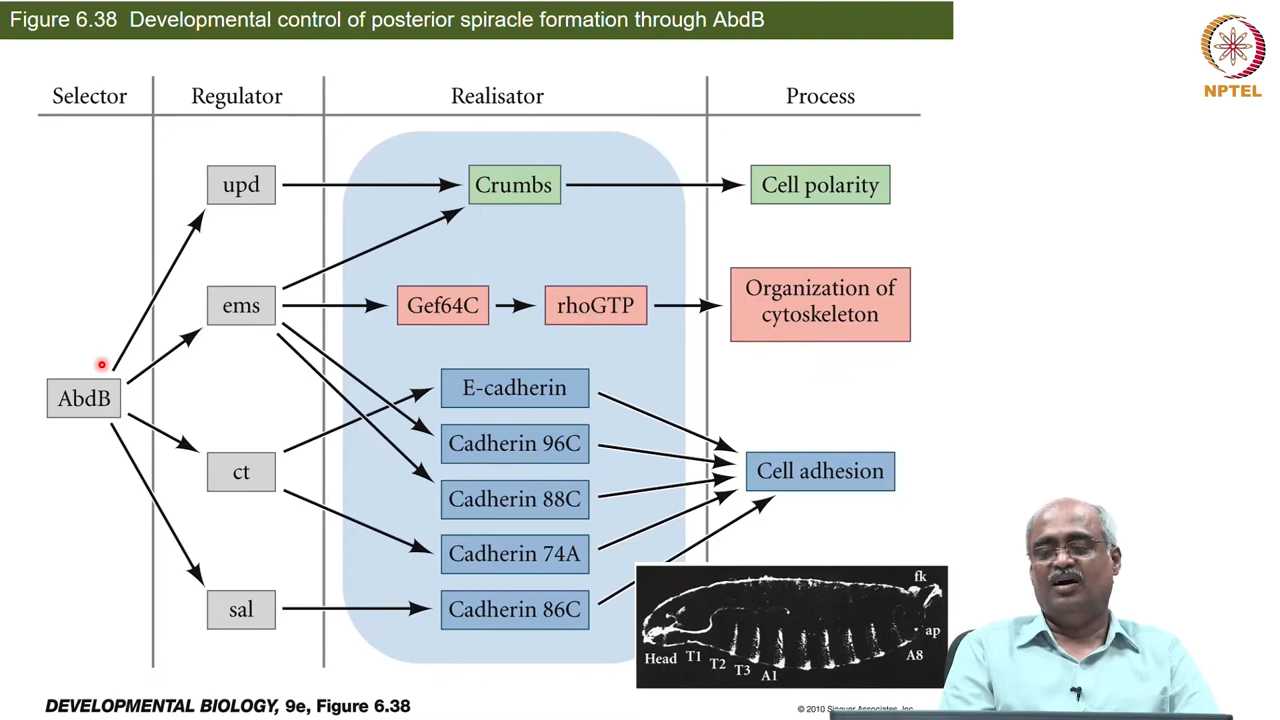 Figure 6.38 Developmental control of posterior spiracle formation through AbdB
NPTEL
Selector Regulator Realisator Process
upd Crumbs Cell polarity
ems Gef64C rhoGTP Organization of
cytoskeleton
AbdB
E-cadherin
Cadherin 96C
ct Cell adhesion
Cadherin 88C
Cadherin 74A
sal Cadherin 86C
fk
ap
Head T1 T2 T3 A1 A8
DEVELOPMENTAL BIOLOGY, 9e, Figure 6.38
© 2010 Sinauer Associates, Inc.